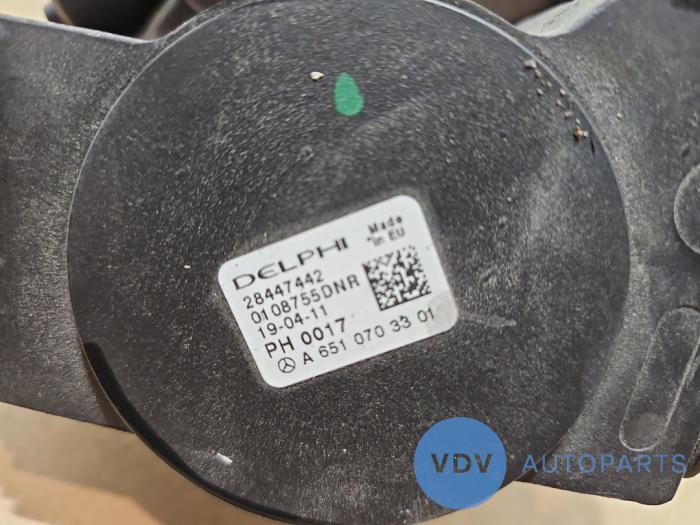 DELPHI
Made
in EU
28447442
0108755DNR
19-04-11
PH 0017
A 651 070 33 01
VDV AUTOPARTS